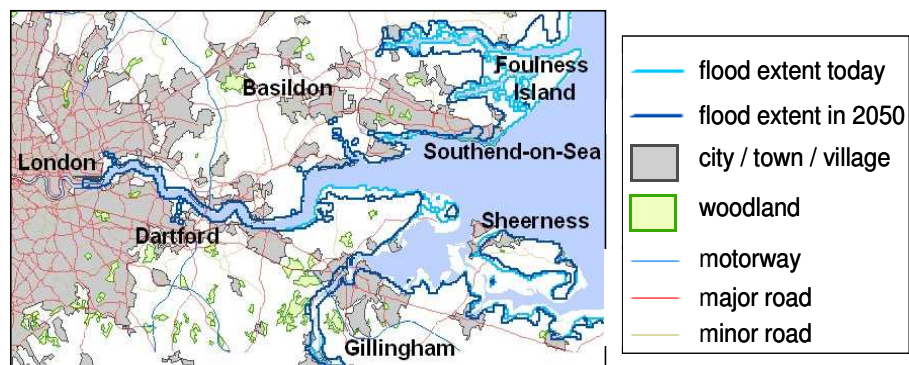 Foulness
Island
Basildon
London
Southend-on-Sea
Dartford
Sheerness
Gillingham
flood extent today
flood extent in 2050
city / town / village
woodland
motorway
major road
minor road